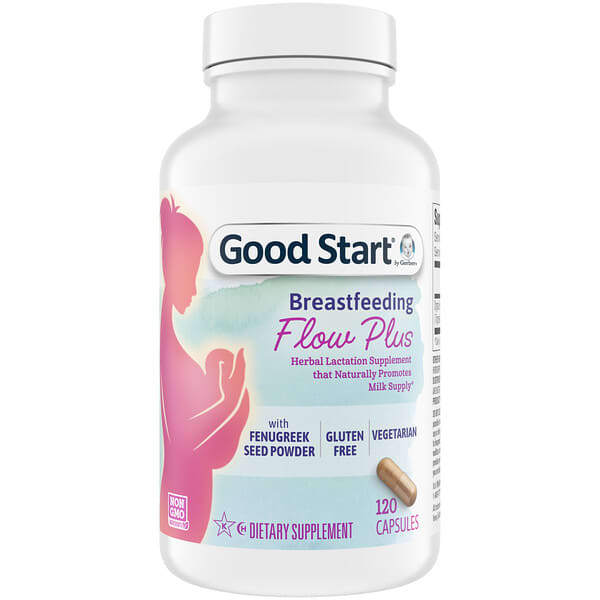 Good Start®
by Gerber®
Breastfeeding
Flow Plus
Herbal Lactation Supplement
that Naturally Promotes
Milk Supply*
with
FENUGREEK
SEED POWDER
GLUTEN
FREE
VEGETARIAN
120
CAPSULES
NON
GMO
K
DIETARY SUPPLEMENT